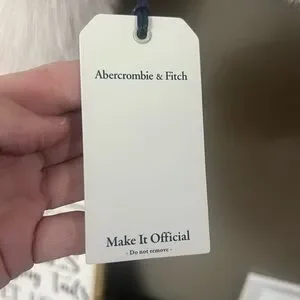 Abercrombie & Fitch
Make It Official
- Do not remove -